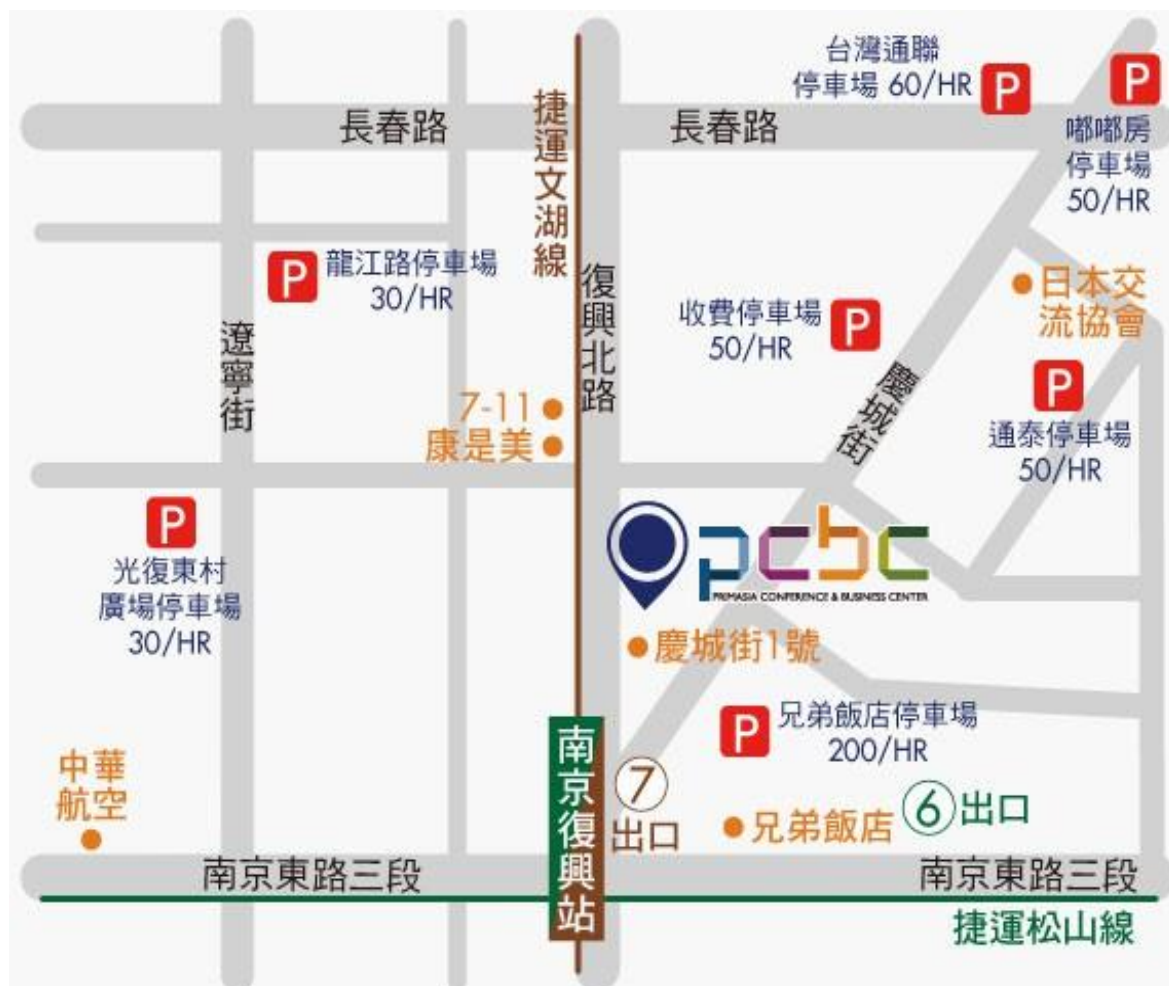 台灣通聯
停車場 60/HR
P
P
嘟嘟房
停車場
50/HR
長春路
長春路
捷運文湖線
P
龍江路停車場
30/HR
復興北路
收費停車場
50/HR
P
日本交
流協會
遼寧街
慶城街
P
通泰停車場
50/HR
7-11
康是美
P
光復東村
廣場停車場
30/HR
pcbc
PRIMASIA CONFERENCE & BUSINESS CENTER
慶城街1號
P
兄弟飯店停車場
200/HR
南京復興站
7
出口
中華
航空
兄弟飯店
6出口
南京東路三段
南京東路三段
捷運松山線